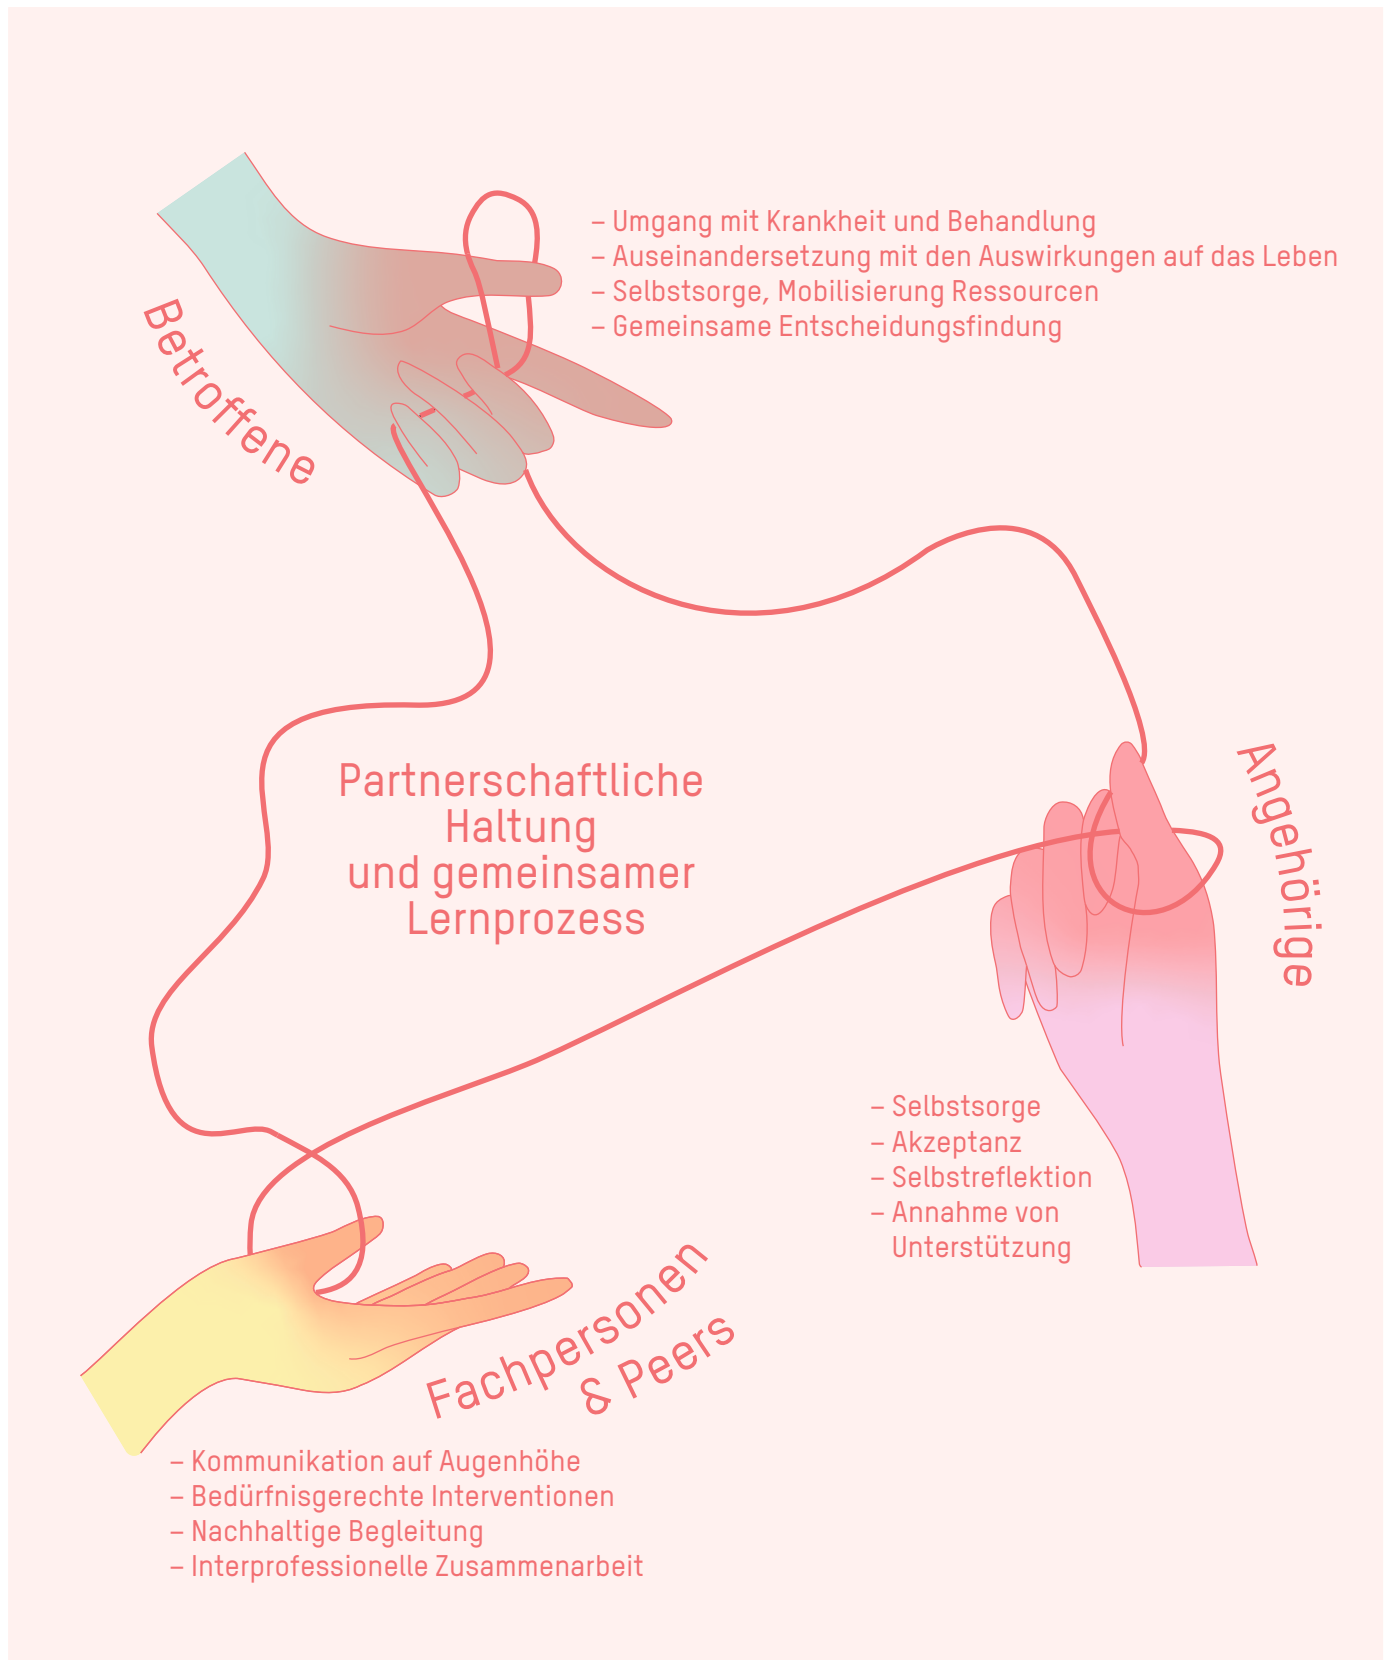 – Umgang mit Krankheit und Behandlung
– Auseinandersetzung mit den Auswirkungen auf das Leben
– Selbstsorge, Mobilisierung Ressourcen
– Gemeinsame Entscheidungsfindung
Betroffene
Partnerschaftliche
Haltung
und gemeinsamer
Lernprozess
Angehörige
– Selbstsorge
– Akzeptanz
– Selbstreflektion
– Annahme von
Unterstützung
Fachpersonen
& Peers
– Kommunikation auf Augenhöhe
– Bedürfnisgerechte Interventionen
– Nachhaltige Begleitung
– Interprofessionelle Zusammenarbeit